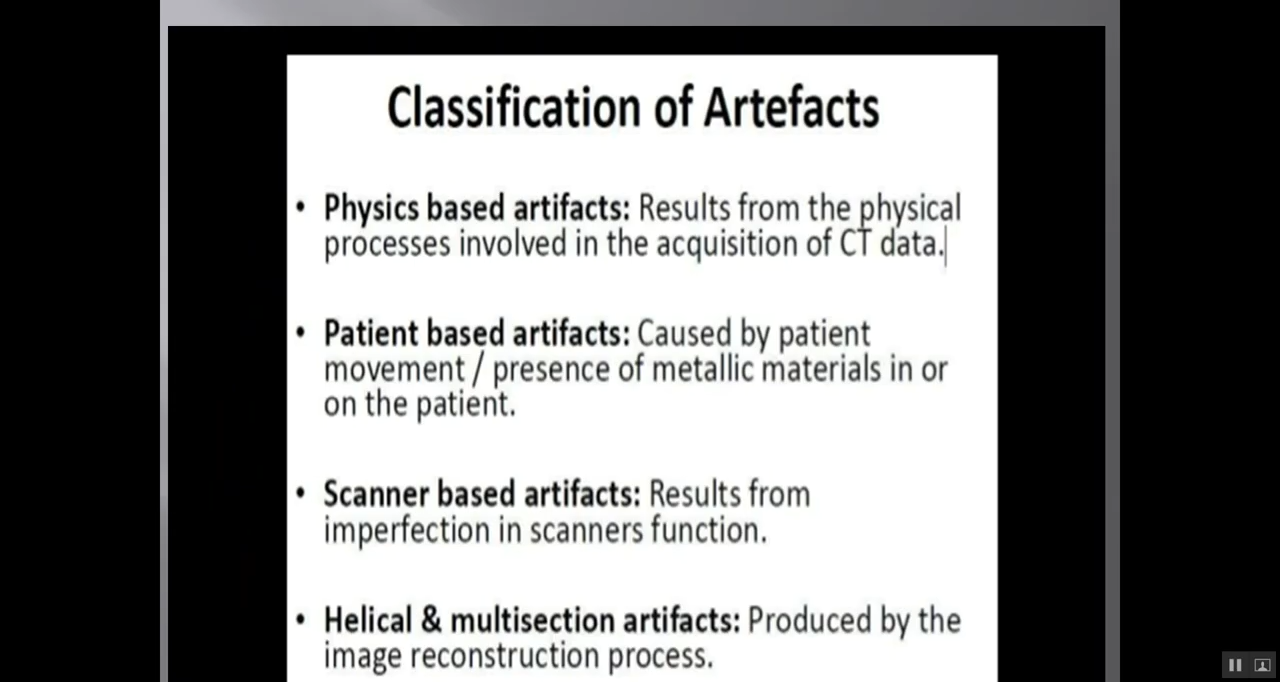 Classification of Artefacts
• Physics based artifacts: Results from the physical
processes involved in the acquisition of CT data.
• Patient based artifacts: Caused by patient
movement / presence of metallic materials in or
on the patient.
• Scanner based artifacts: Results from
imperfection in scanners function.
• Helical & multisection artifacts: Produced by the
image reconstruction process.